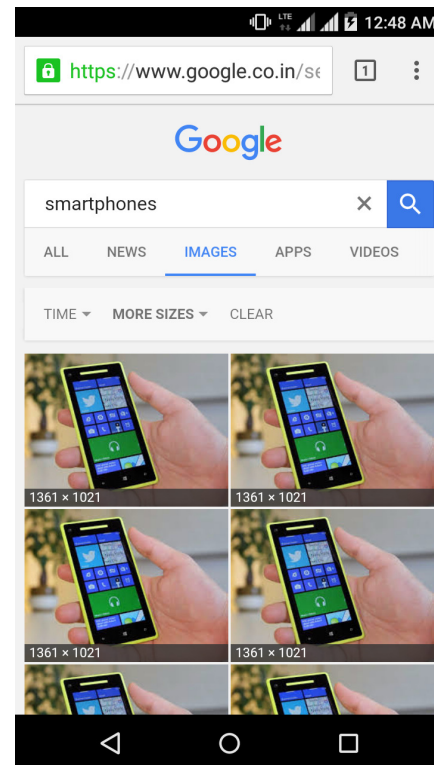 LTE 12:48 AM
https://www.google.co.in/se
1
Google
smartphones
ALL NEWS IMAGES APPS VIDEOS
TIME MORE SIZES CLEAR
1361 × 1021 1361 × 1021
1361 × 1021 1361 × 1021